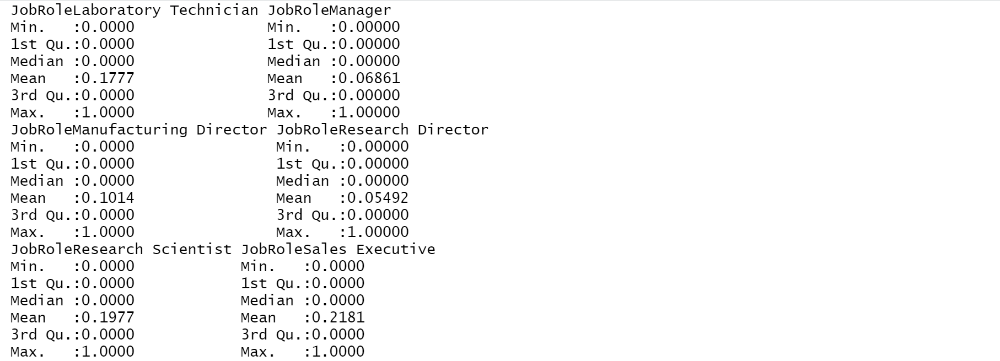 JobRoleLaboratory Technician JobRoleManager
Min.   :0.0000               Min.   :0.00000
1st Qu.:0.0000               1st Qu.:0.00000
Median :0.0000               Median :0.00000
Mean   :0.1777               Mean   :0.06861
3rd Qu.:0.0000               3rd Qu.:0.00000
Max.   :1.0000               Max.   :1.00000
JobRoleManufacturing Director JobRoleResearch Director
Min.   :0.0000                Min.   :0.00000
1st Qu.:0.0000                1st Qu.:0.00000
Median :0.0000                Median :0.00000
Mean   :0.1014                Mean   :0.05492
3rd Qu.:0.0000                3rd Qu.:0.00000
Max.   :1.0000                Max.   :1.00000
JobRoleResearch Scientist JobRoleSales Executive
Min.   :0.0000            Min.   :0.0000
1st Qu.:0.0000            1st Qu.:0.0000
Median :0.0000            Median :0.0000
Mean   :0.1977            Mean   :0.2181
3rd Qu.:0.0000            3rd Qu.:0.0000
Max.   :1.0000            Max.   :1.0000